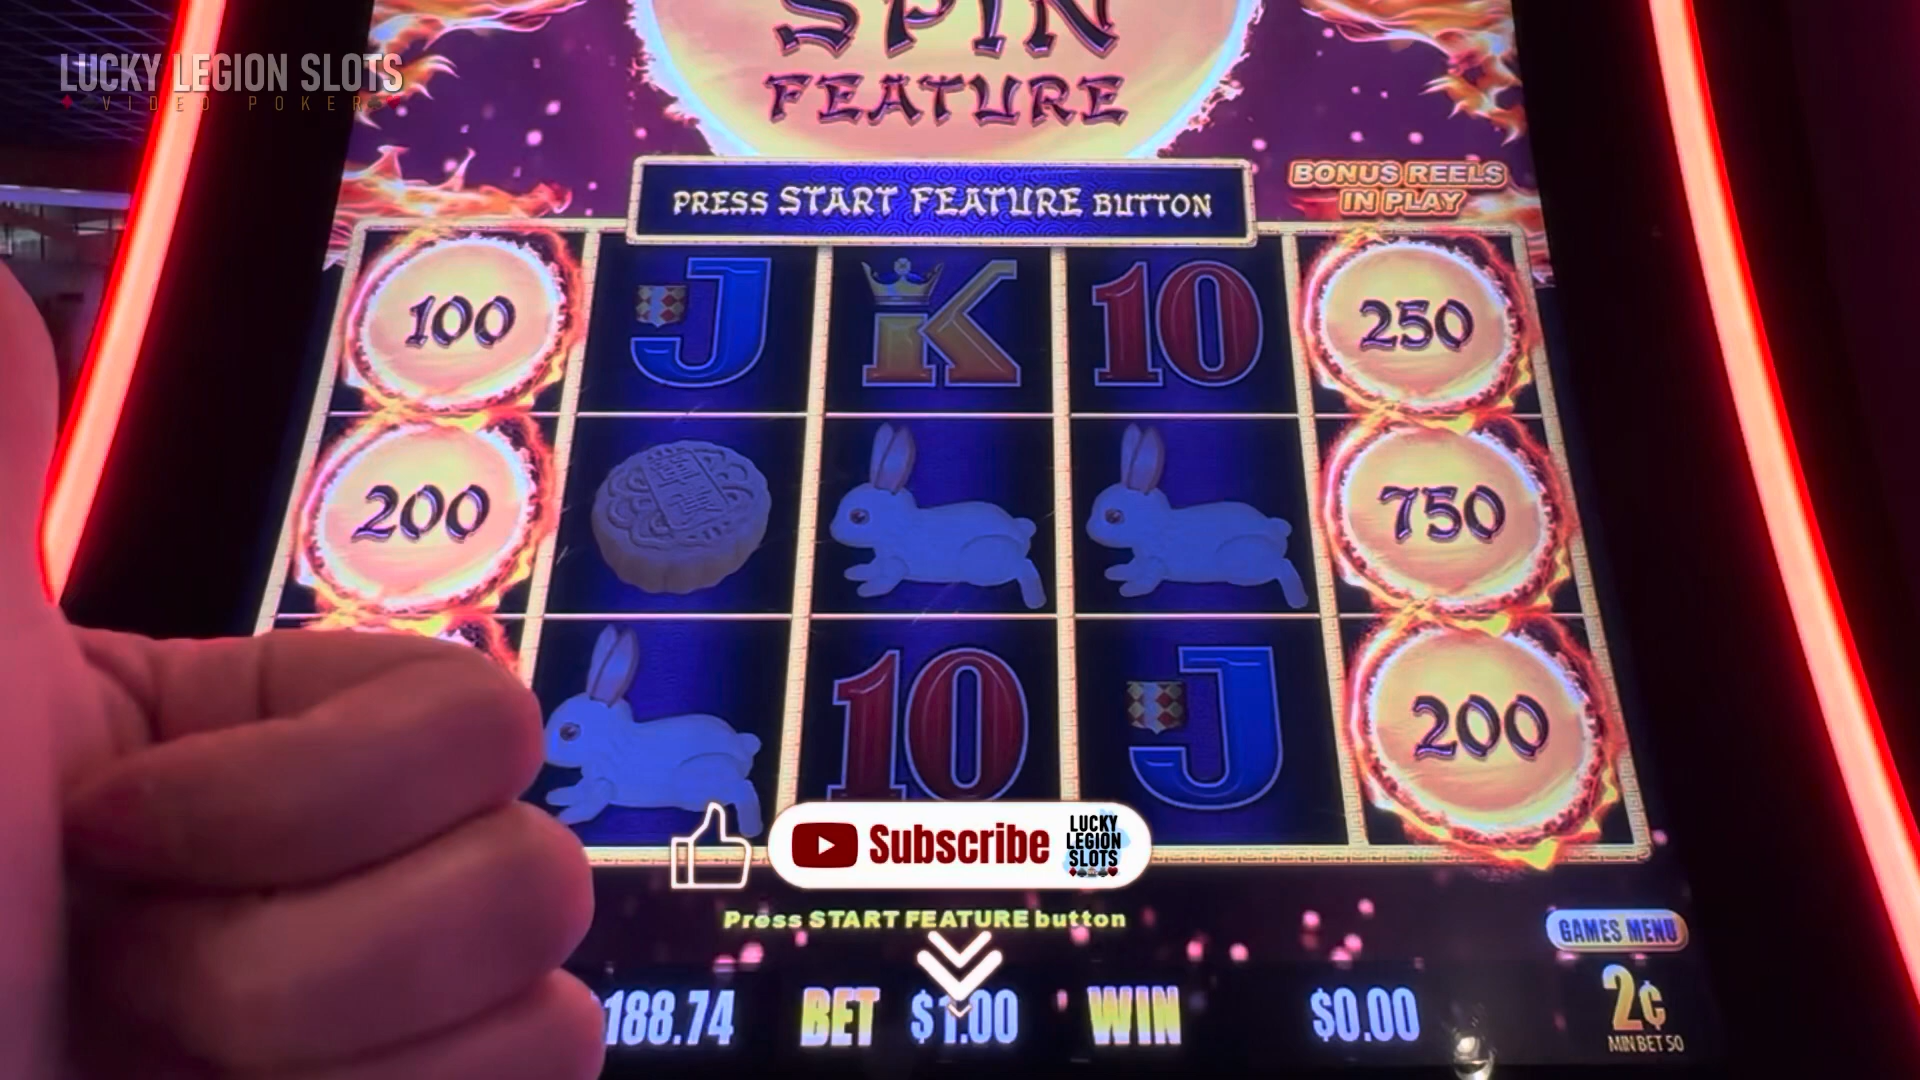 SPIN
FEATURE
LUCKY LEGION SLOTS
VIDEO POKER
BONUS REELS
IN PLAY
PRESS START FEATURE BUTTON
100
J
K
10
250
200
750
10
J
200
Subscribe
LUCKY
LEGION
SLOTS
Press START FEATURE button
GAMES MENU
188.74
BET
$1.00
WIN
$0.00
2¢
MIN BET 50